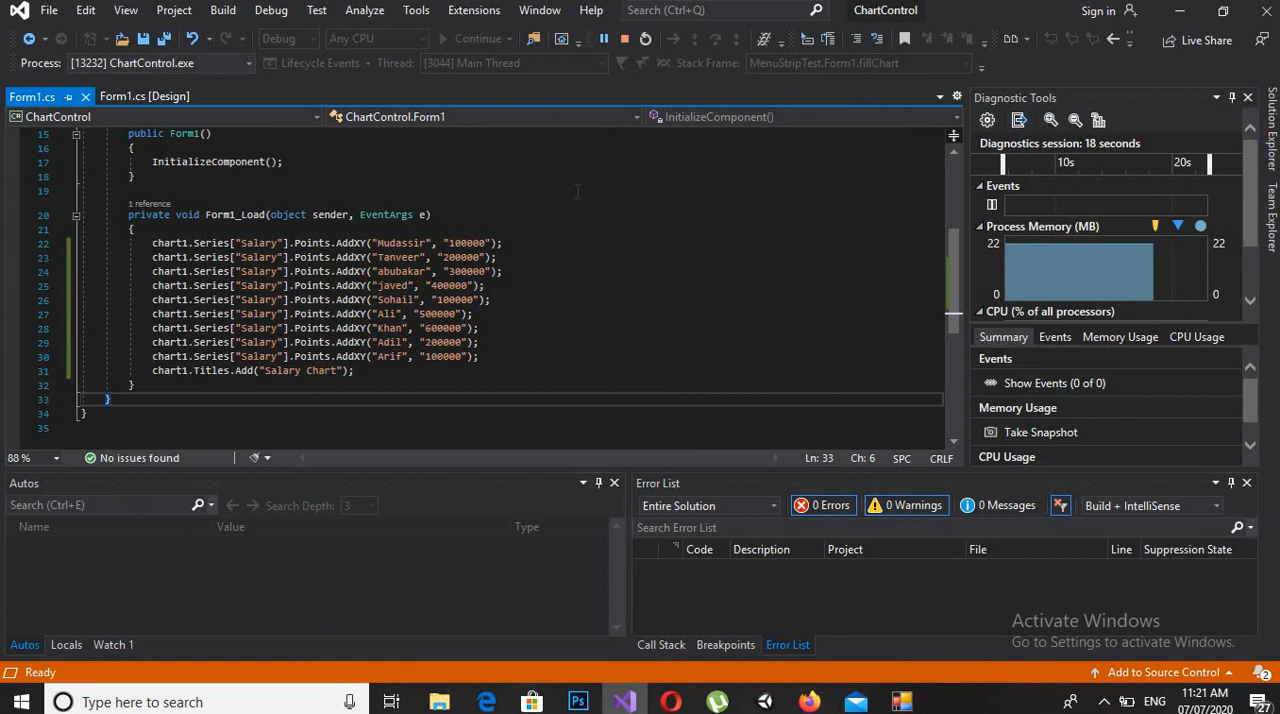 File Edit View Project Build Debug Test Analyze Tools Extensions Window Help Search (Ctrl+Q) ChartControl Sign in
Debug Any CPU Continue Live Share
Process: [13232] ChartControl.exe Lifecycle Events Thread: [3044] Main Thread Stack Frame: MenuStripTest.Form1.fillChart
Form1.cs Form1.cs [Design]
ChartControl ChartControl.Form1 InitializeComponent()
15 public Form1()
16 {
17 InitializeComponent();
18 }
19
1 reference
20 private void Form1_Load(object sender, EventArgs e)
21 {
22 chart1.Series["Salary"].Points.AddXY("Mudassir", "100000");
23 chart1.Series["Salary"].Points.AddXY("Tanveer", "200000");
24 chart1.Series["Salary"].Points.AddXY("abubakar", "300000");
25 chart1.Series["Salary"].Points.AddXY("javed", "400000");
26 chart1.Series["Salary"].Points.AddXY("Sohail", "100000");
27 chart1.Series["Salary"].Points.AddXY("Ali", "500000");
28 chart1.Series["Salary"].Points.AddXY("Khan", "600000");
29 chart1.Series["Salary"].Points.AddXY("Adil", "200000");
30 chart1.Series["Salary"].Points.AddXY("Arif", "100000");
31 chart1.Titles.Add("Salary Chart");
32 }
33 }
34 }
35
88 % No issues found Ln: 33 Ch: 6 SPC CRLF
Diagnostic Tools
Diagnostics session: 18 seconds
10s 20s
Events
Process Memory (MB)
22 22
0 0
CPU (% of all processors)
Summary Events Memory Usage CPU Usage
Events
Show Events (0 of 0)
Memory Usage
Take Snapshot
CPU Usage
Solution Explorer
Team Explorer
Autos
Search (Ctrl+E) Search Depth: 3
Name Value Type
Autos Locals Watch 1
Error List
Entire Solution 0 Errors 0 Warnings 0 Messages Build + IntelliSense
Search Error List
Code Description Project File Line Suppression State
Activate Windows
Go to Settings to activate Windows.
Call Stack Breakpoints Error List
Ready Add to Source Control 2
Type here to search Ps ENG 11:21 AM
07/07/2020 27